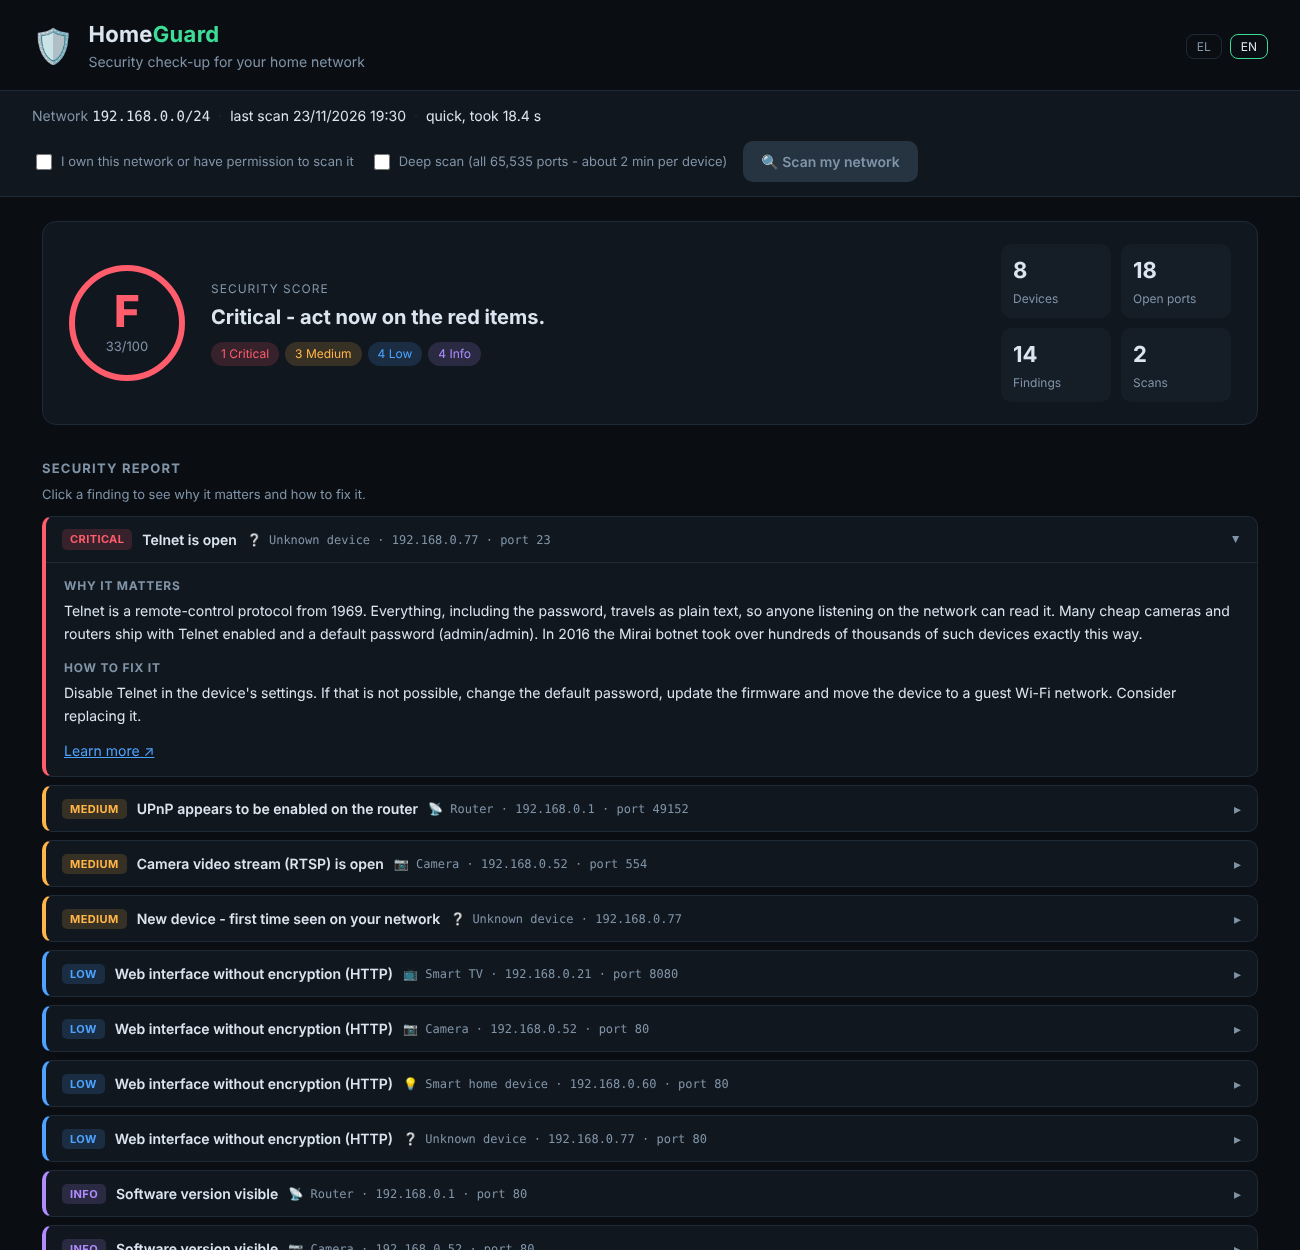 HomeGuard
Security check-up for your home network
EL
EN
Network 192.168.0.0/24 · last scan 23/11/2026 19:30 · quick, took 18.4 s
I own this network or have permission to scan it
Deep scan (all 65,535 ports - about 2 min per device)
Scan my network
F
33/100
SECURITY SCORE
Critical - act now on the red items.
1 Critical
3 Medium
4 Low
4 Info
8
Devices
18
Open ports
14
Findings
2
Scans
SECURITY REPORT
Click a finding to see why it matters and how to fix it.
CRITICAL Telnet is open ❔ Unknown device · 192.168.0.77 · port 23
WHY IT MATTERS
Telnet is a remote-control protocol from 1969. Everything, including the password, travels as plain text, so anyone listening on the network can read it. Many cheap cameras and
routers ship with Telnet enabled and a default password (admin/admin). In 2016 the Mirai botnet took over hundreds of thousands of such devices exactly this way.
HOW TO FIX IT
Disable Telnet in the device's settings. If that is not possible, change the default password, update the firmware and move the device to a guest Wi-Fi network. Consider
replacing it.
Learn more ↗
MEDIUM UPnP appears to be enabled on the router Router · 192.168.0.1 · port 49152
MEDIUM Camera video stream (RTSP) is open Camera · 192.168.0.52 · port 554
MEDIUM New device - first time seen on your network ❔ Unknown device · 192.168.0.77
LOW Web interface without encryption (HTTP) Smart TV · 192.168.0.21 · port 8080
LOW Web interface without encryption (HTTP) Camera · 192.168.0.52 · port 80
LOW Web interface without encryption (HTTP) Smart home device · 192.168.0.60 · port 80
LOW Web interface without encryption (HTTP) ❔ Unknown device · 192.168.0.77 · port 80
INFO Software version visible Router · 192.168.0.1 · port 80
INFO Software version visible Camera · 192.168.0.52 · port 80